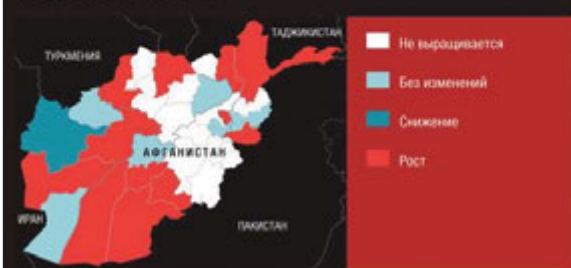 ТАДЖИКИСТАН
ТУРКМЕНИЯ
АФГАНИСТАН
ИРАН
ПАКИСТАН
Не выращивается
Без изменений
Снижение
Рост